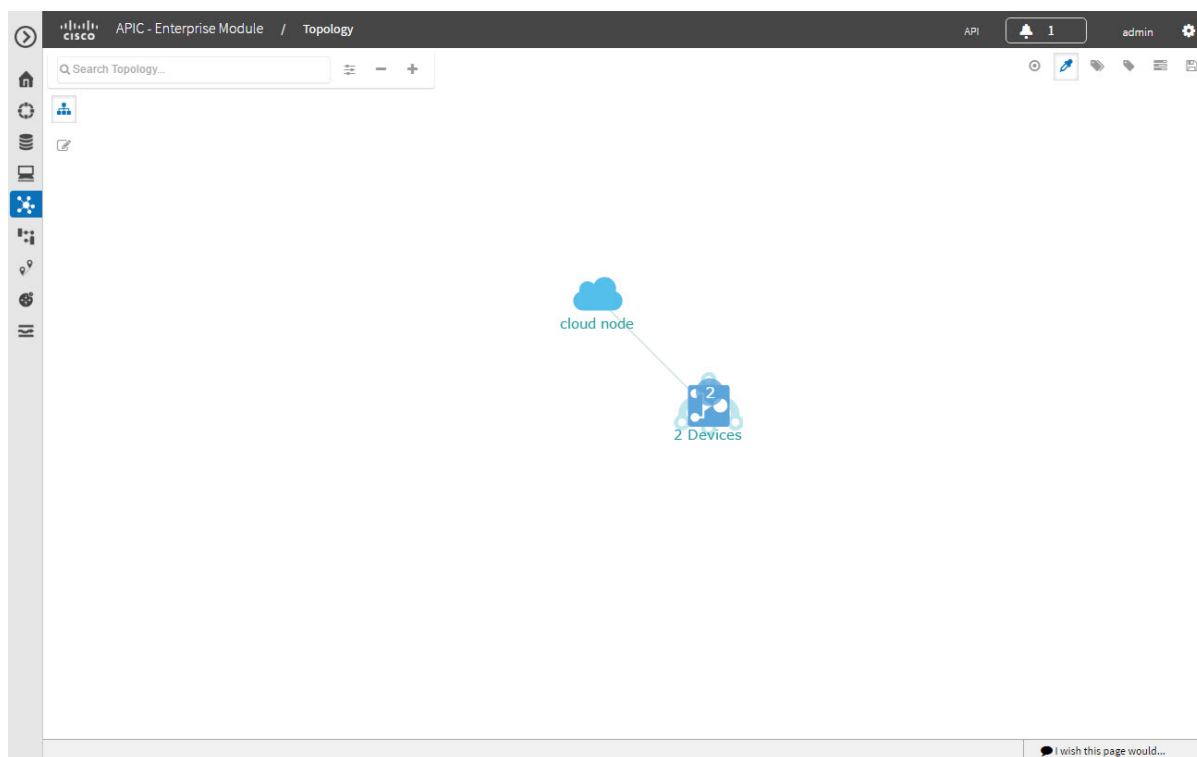 CISCO APIC - Enterprise Module / Topology API 1 admin
Search Topology...
cloud node
2
2 Devices
I wish this page would...